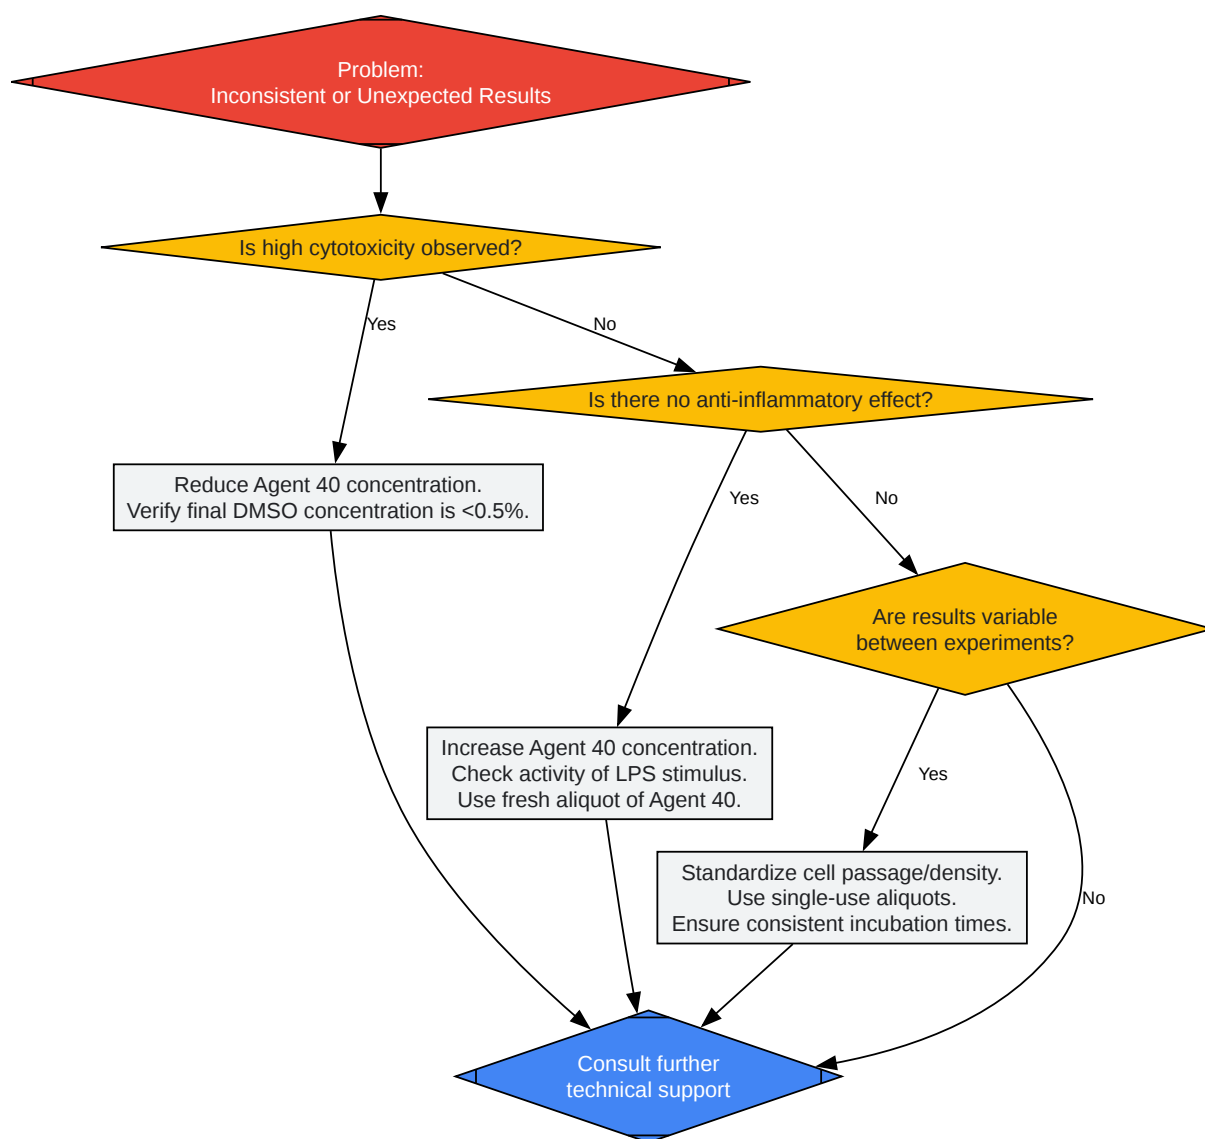 Problem:
Inconsistent or Unexpected Results
Is high cytotoxicity observed?
Yes
No
Is there no anti-inflammatory effect?
Reduce Agent 40 concentration.
Verify final DMSO concentration is <0.5%.
Yes
No
Are results variable
between experiments?
Increase Agent 40 concentration.
Check activity of LPS stimulus.
Use fresh aliquot of Agent 40.
Yes
Standardize cell passage/density.
Use single-use aliquots.
Ensure consistent incubation times.
No
Consult further
technical support